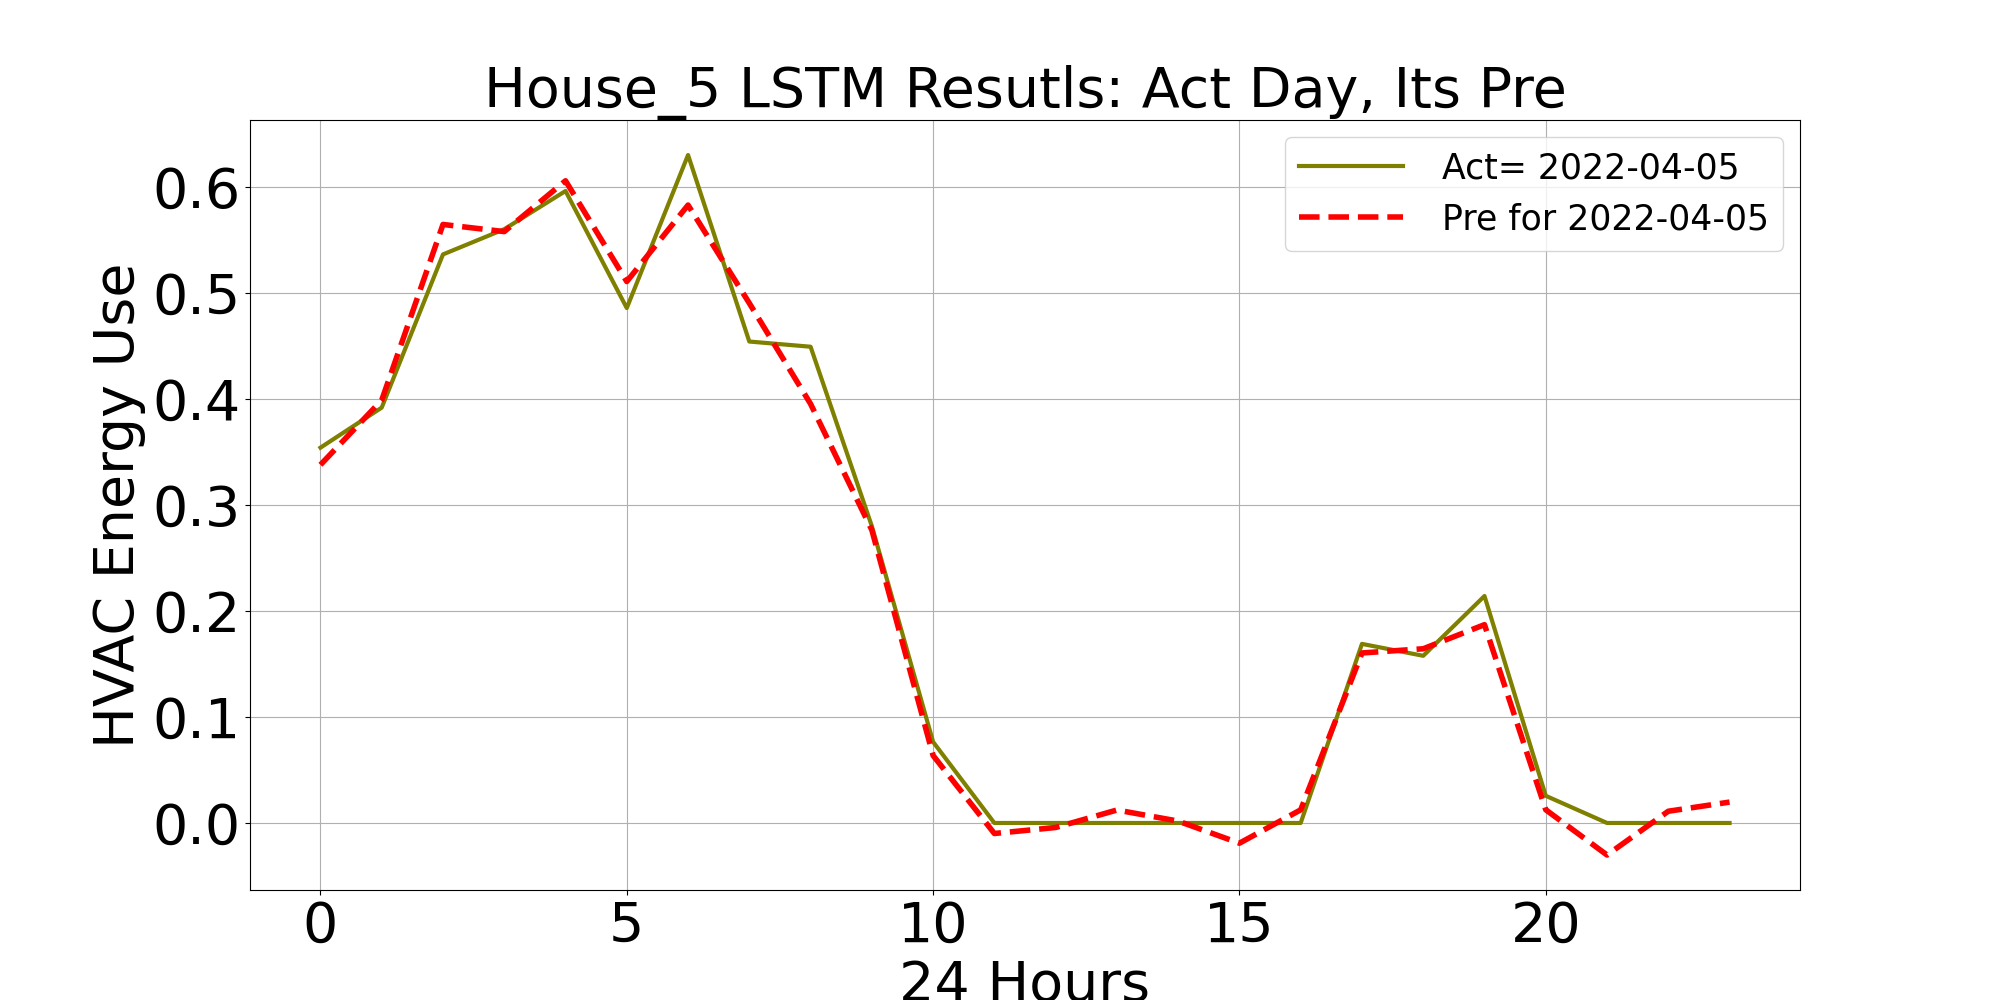 House_5 LSTM Resutls: Act Day, Its Pre
Act= 2022-04-05
Pre for 2022-04-05
HVAC Energy Use
0.6
0.5
0.4
0.3
0.2
0.1
0.0
0 5 10 15 20
24 Hours